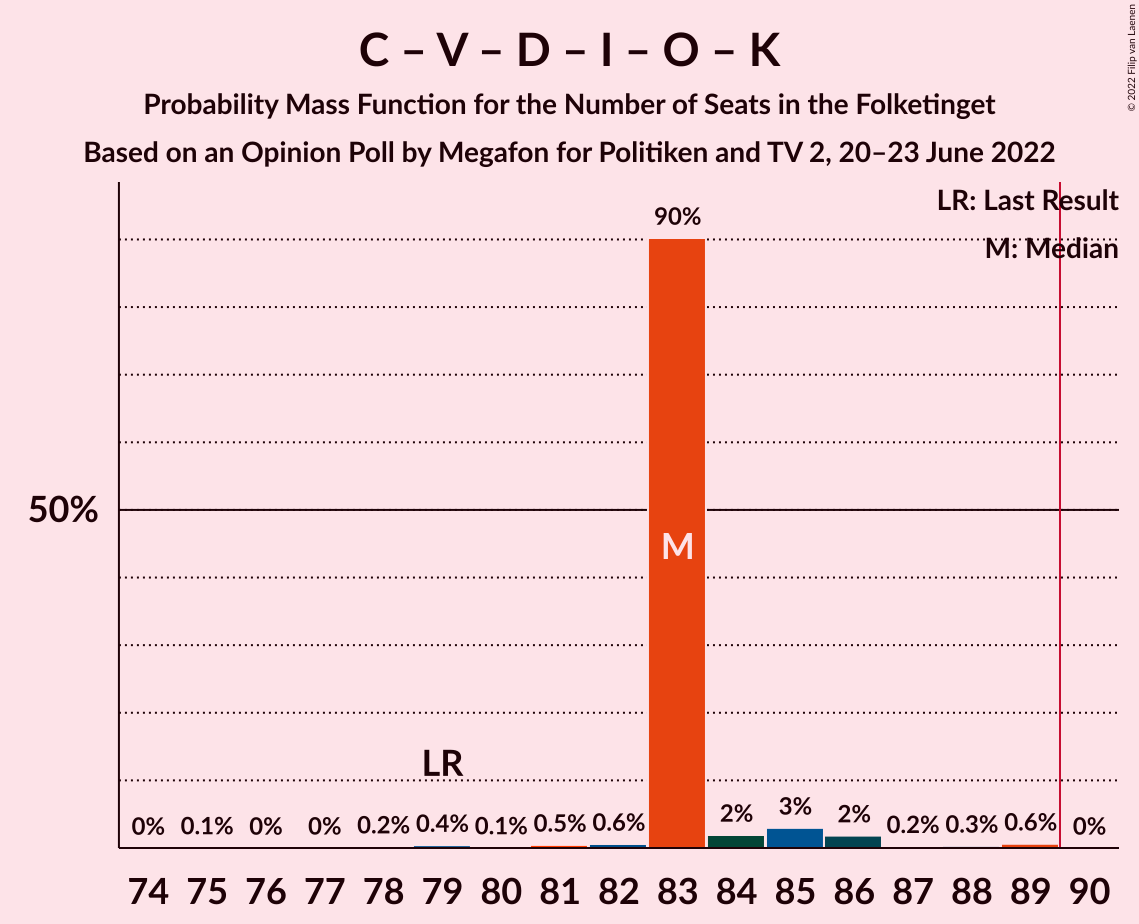 C – V – D – I – O – K
Probability Mass Function for the Number of Seats in the Folketinget
Based on an Opinion Poll by Megafon for Politiken and TV 2, 20–23 June 2022
© 2022 Filip van Laenen
LR: Last Result
M: Median
90%
50%
M
LR
0% 0.1% 0% 0% 0.2% 0.4% 0.1% 0.5% 0.6% 2% 3% 2% 0.2% 0.3% 0.6% 0%
74 75 76 77 78 79 80 81 82 83 84 85 86 87 88 89 90